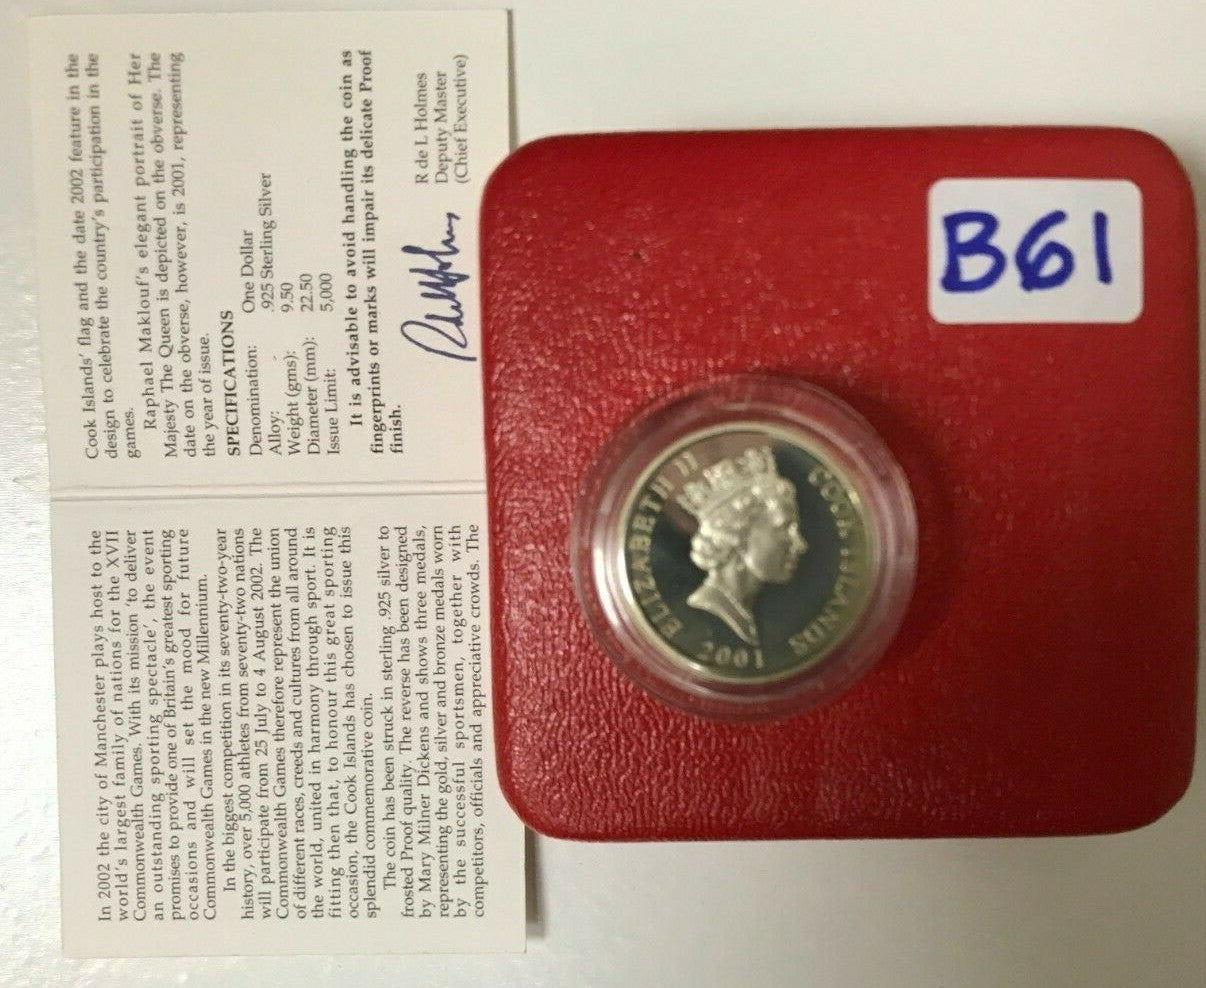 In 2002 the city of Manchester plays host to the
world's largest family of nations for the XVII
Commonwealth Games. With its mission 'to deliver
an outstanding sporting spectacle', the event
promises to provide one of Britain's greatest sporting
occasions and will set the mood for future
Commonwealth Games in the new Millennium.
In the biggest competition in its seventy-two-year
history, over 5,000 athletes from seventy-two nations
will participate from 25 July to 4 August 2002. The
Commonwealth Games therefore represent the union
of different races, creeds and cultures from all around
the world, united in harmony through sport. It is
fitting then that, to honour this great sporting
occasion, the Cook Islands has chosen to issue this
splendid commemorative coin.
The coin has been struck in sterling .925 silver to
frosted Proof quality. The reverse has been designed
by Mary Milner Dickens and shows three medals,
representing the gold, silver and bronze medals worn
by the successful sportsmen, together with
competitors, officials and appreciative crowds. The
Cook Islands' flag and the date 2002 feature in the
design to celebrate the country's participation in the
games.
Raphael Maklouf's elegant portrait of Her
Majesty The Queen is depicted on the obverse. The
date on the obverse, however, is 2001, representing
the year of issue.
SPECIFICATIONS
Denomination: One Dollar
Alloy: .925 Sterling Silver
Weight (gms): 9.50
Diameter (mm): 22.50
Issue Limit: 5,000
It is advisable to avoid handling the coin as
fingerprints or marks will impair its delicate Proof
finish.
R de L Holmes
Deputy Master
(Chief Executive)
B61
ELIZABETH II
COOK ISLANDS
2001